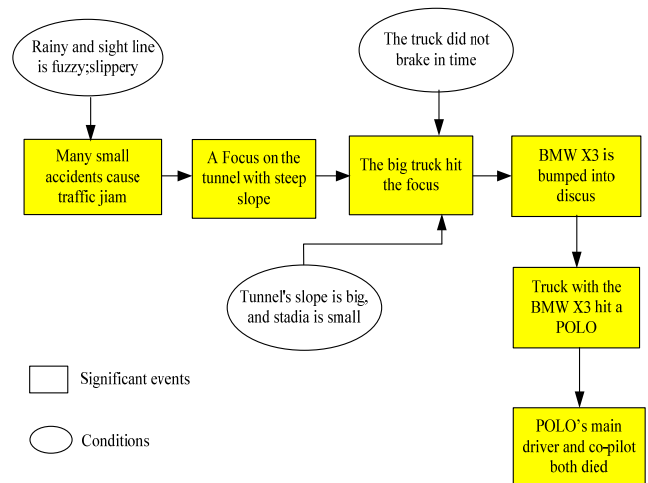 Rainy and sight line
is fuzzy;slippery
The truck did not
brake in time
Many small
accidents cause
traffic jiam
A Focus on the
tunnel with steep
slope
The big truck hit
the focus
BMW X3 is
bumped into
discus
Tunnel's slope is big,
and stadia is small
Truck with the
BMW X3 hit a
POLO
Significant events
Conditions
POLO's main
driver and co-pilot
both died